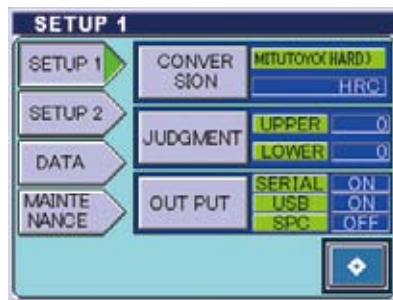 SETUP 1
SETUP 1
CONVER
SION
MITUTOYO(HARD)
HRC
SETUP 2
JUDGMENT
UPPER 0
LOWER 0
DATA
MAINTE
NANCE
OUT PUT
SERIAL ON
USB ON
SPC OFF